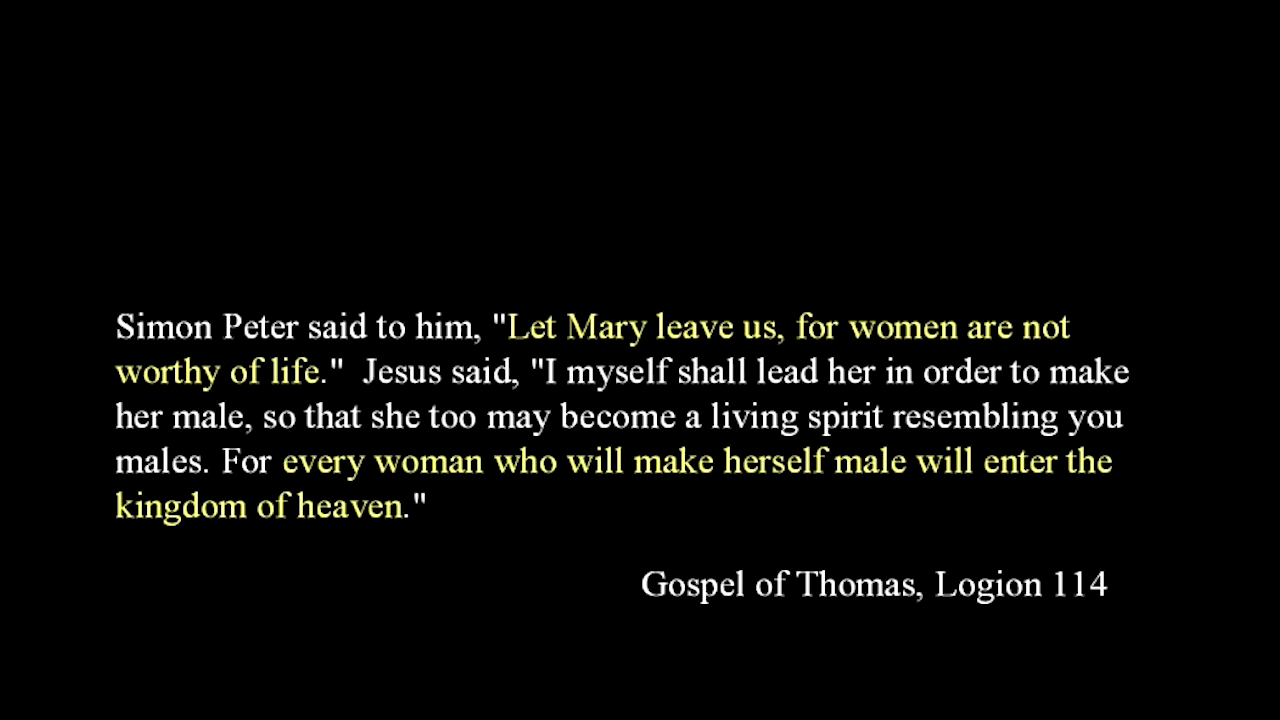 Simon Peter said to him, "Let Mary leave us, for women are not
worthy of life."  Jesus said, "I myself shall lead her in order to make
her male, so that she too may become a living spirit resembling you
males. For every woman who will make herself male will enter the
kingdom of heaven."
Gospel of Thomas, Logion 114